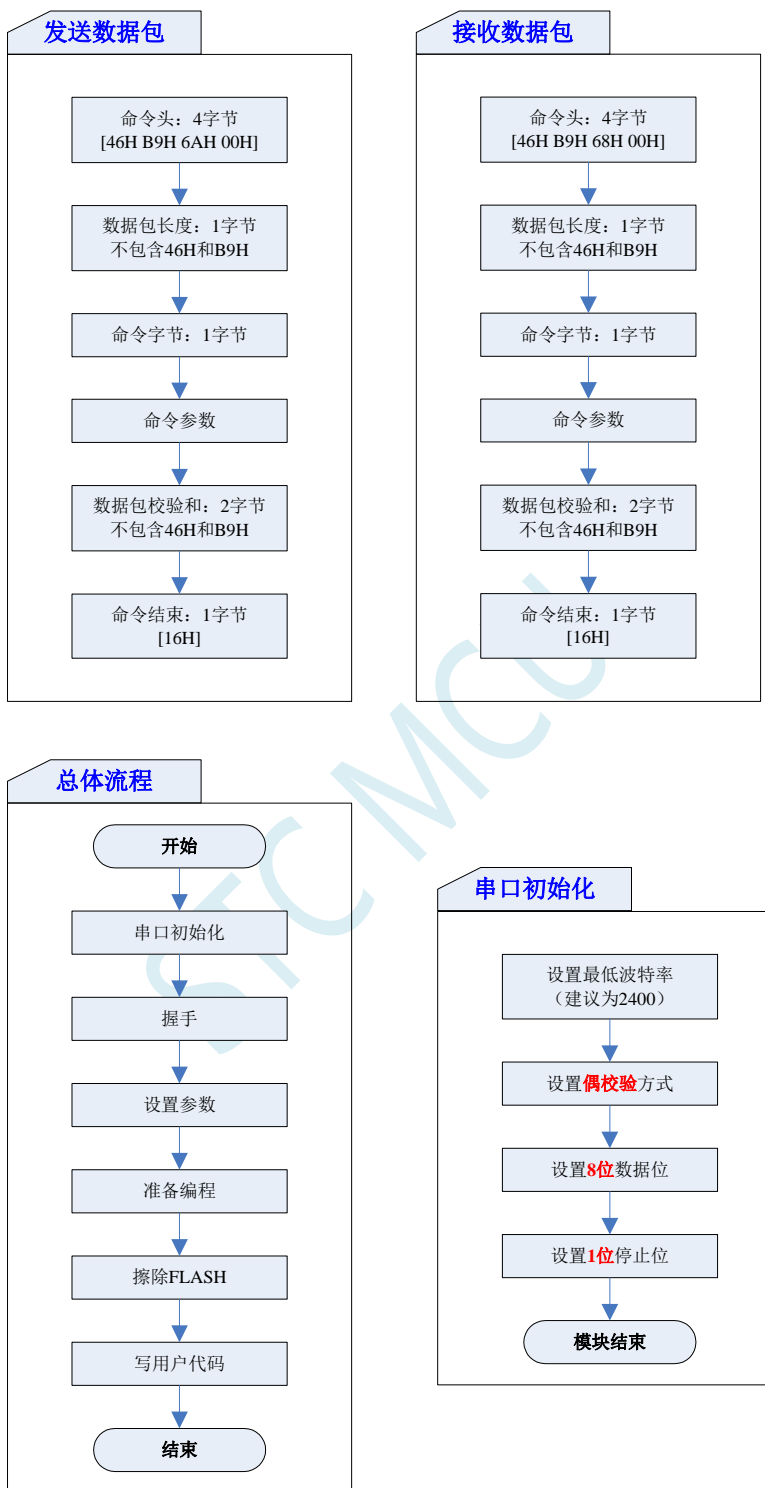 发送数据包
命令头：4字节
[46H B9H 6AH 00H]
数据包长度：1字节
不包含46H和B9H
命令字节：1字节
命令参数
数据包校验和：2字节
不包含46H和B9H
命令结束：1字节
[16H]
接收数据包
命令头：4字节
[46H B9H 68H 00H]
数据包长度：1字节
不包含46H和B9H
命令字节：1字节
命令参数
数据包校验和：2字节
不包含46H和B9H
命令结束：1字节
[16H]
总体流程
开始
串口初始化
握手
设置参数
准备编程
擦除FLASH
写用户代码
结束
串口初始化
设置最低波特率
（建议为2400）
设置偶校验方式
设置8位数据位
设置1位停止位
模块结束
STC MCU